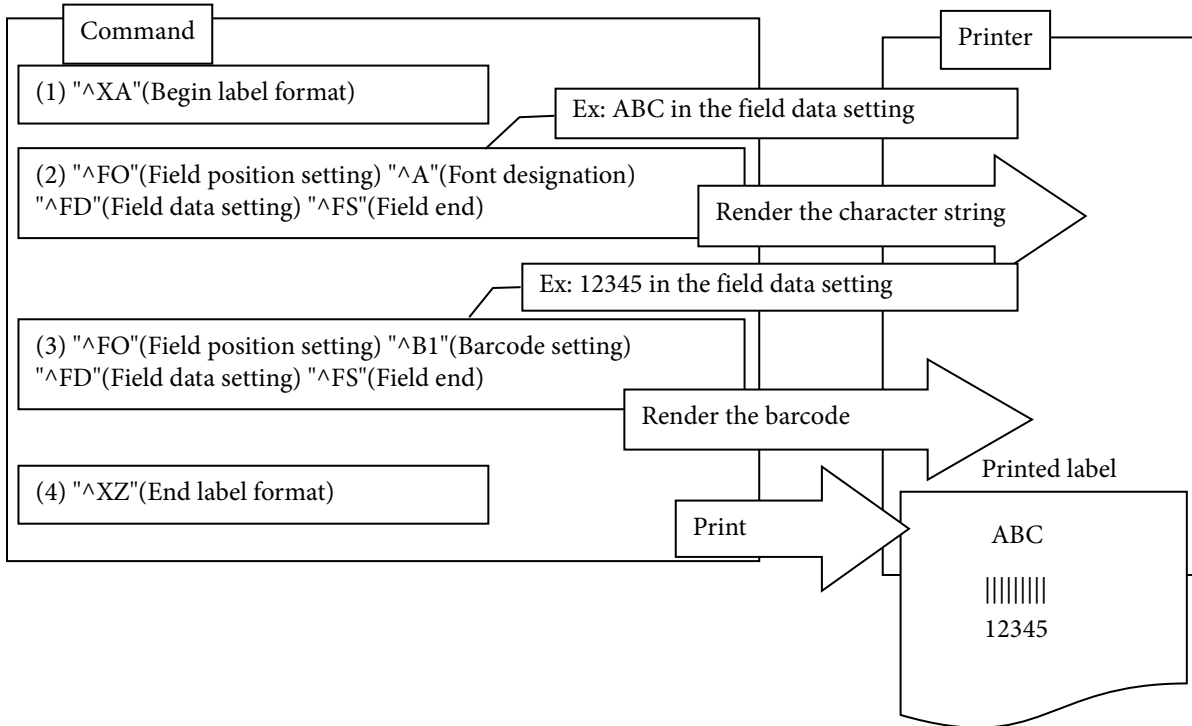 Command
Printer
(1) "^XA"(Begin label format)
Ex: ABC in the field data setting
(2) "^FO"(Field position setting) "^A"(Font designation)
"^FD"(Field data setting) "^FS"(Field end)
Render the character string
Ex: 12345 in the field data setting
(3) "^FO"(Field position setting) "^B1"(Barcode setting)
"^FD"(Field data setting) "^FS"(Field end)
Render the barcode
Printed label
(4) "^XZ"(End label format)
Print
ABC
|||||||||
12345